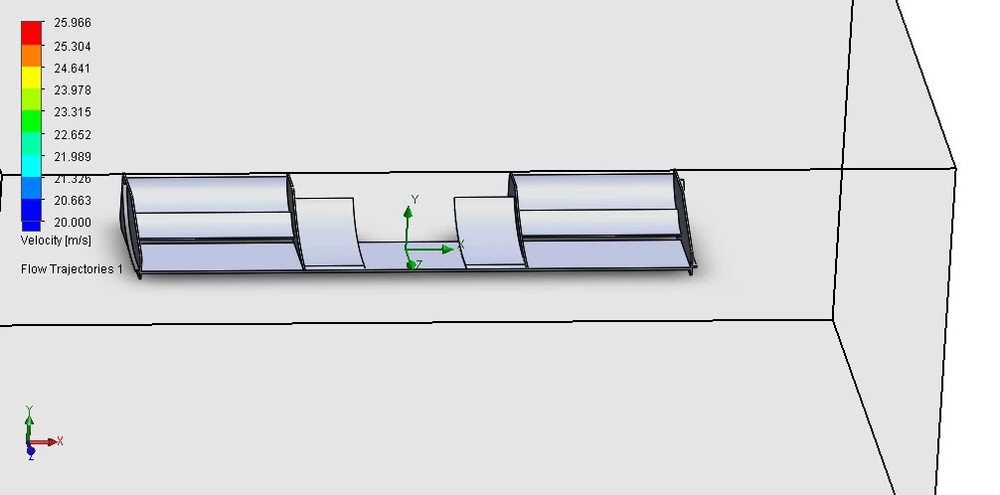 25.966
25.304
24.641
23.978
23.315
22.652
21.989
21.326
20.663
20.000
Velocity [m/s]
Flow Trajectories 1
Y
X
Z
Y
X
Z